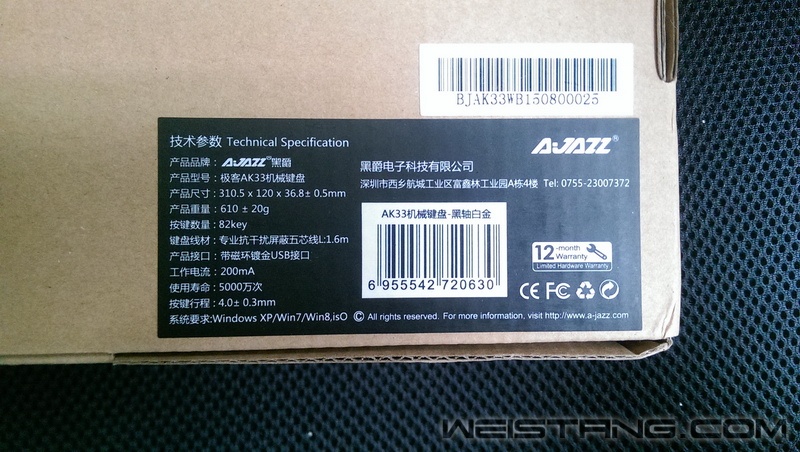 BJAK33WB150800025
技术参数 Technical Specification
A-JAZZ®
产品品牌: A-JAZZ®黑爵
产品型号: 极客AK33机械键盘
产品尺寸: 310.5 x 120 x 36.8± 0.5mm
产品重量: 610 ± 20g
按键数量: 82key
键盘线材: 专业抗干扰屏蔽五芯线L:1.6m
产品接口: 带磁环镀金USB接口
工作电流: 200mA
使用寿命: 5000万次
按键行程: 4.0± 0.3mm
系统要求:Windows XP/Win7/Win8,isO
黑爵电子科技有限公司
深圳市西乡航城工业区富鑫林工业园A栋4楼 Tel: 0755-23007372
AK33机械键盘-黑轴白金
6 955542 720630
12-month
Warranty
Limited Hardware Warranty
CE FC
© All rights reserved. For more information, visit http://www.a-jazz.com
WEISTANG.COM